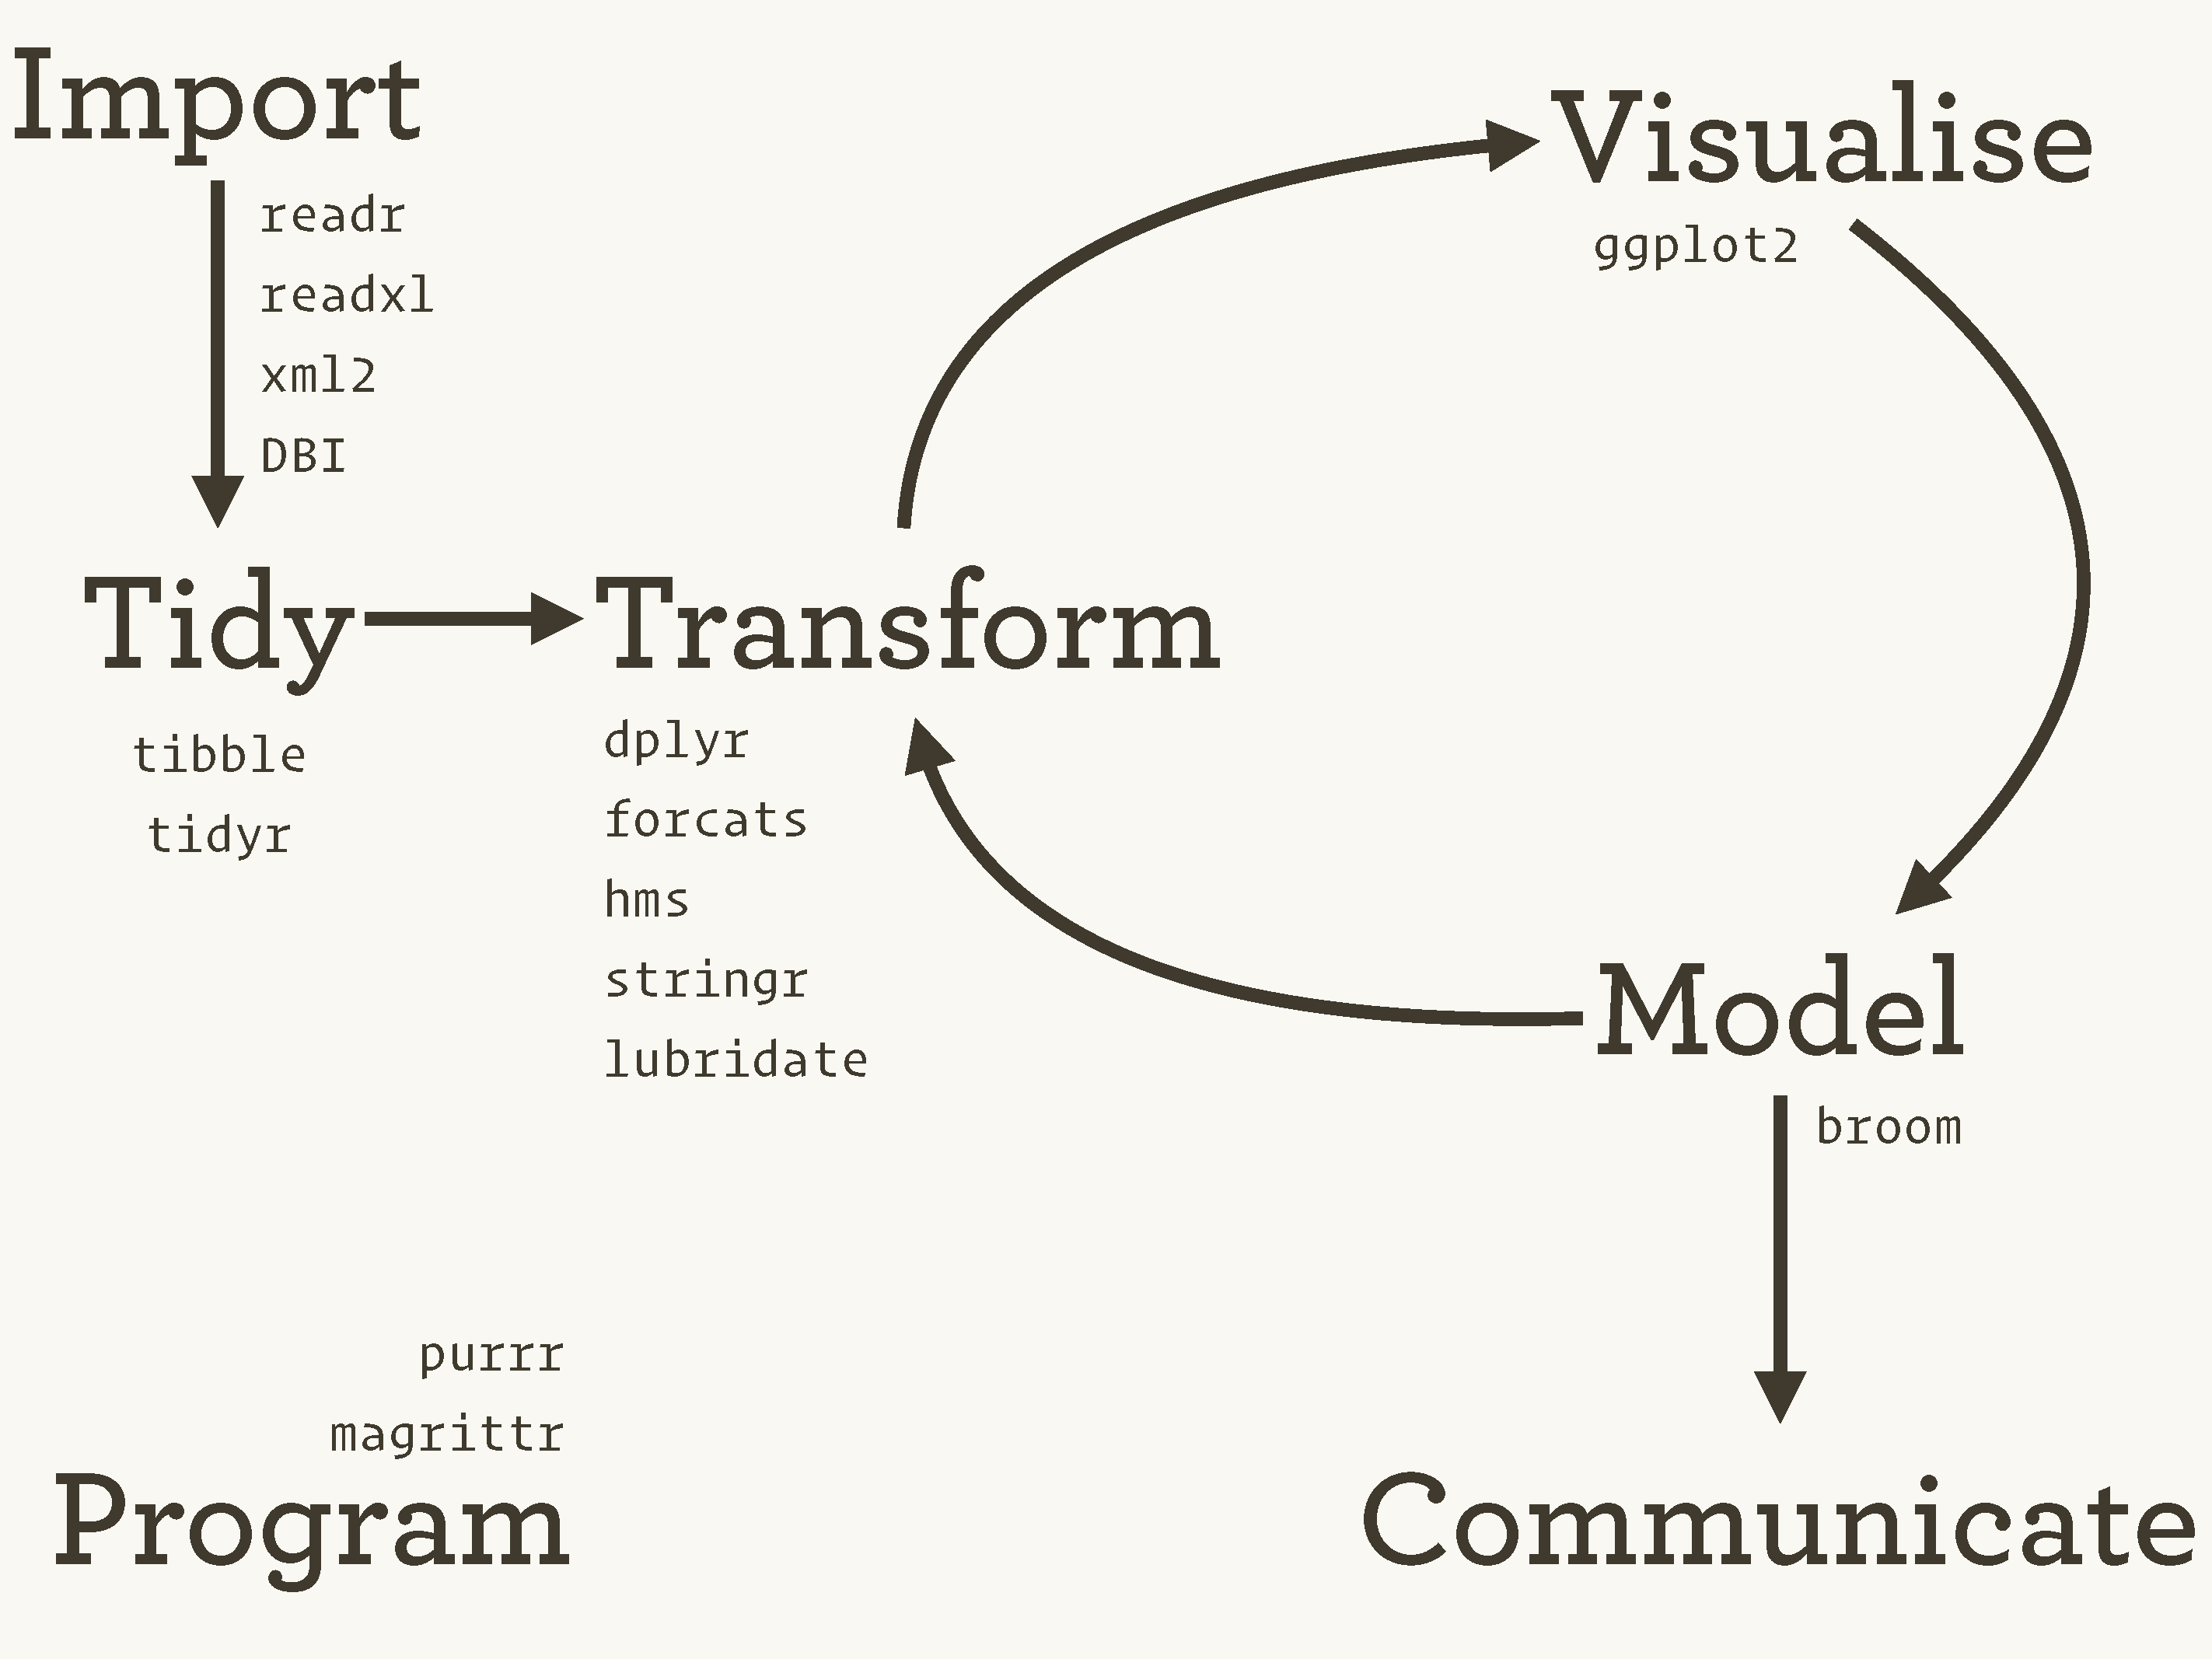 Import
readr
readxl
xml2
DBI
Tidy
tibble
tidyr
Transform
dplyr
forcats
hms
stringr
lubridate
Visualise
ggplot2
Model
broom
purrr
magrittr
Program
Communicate